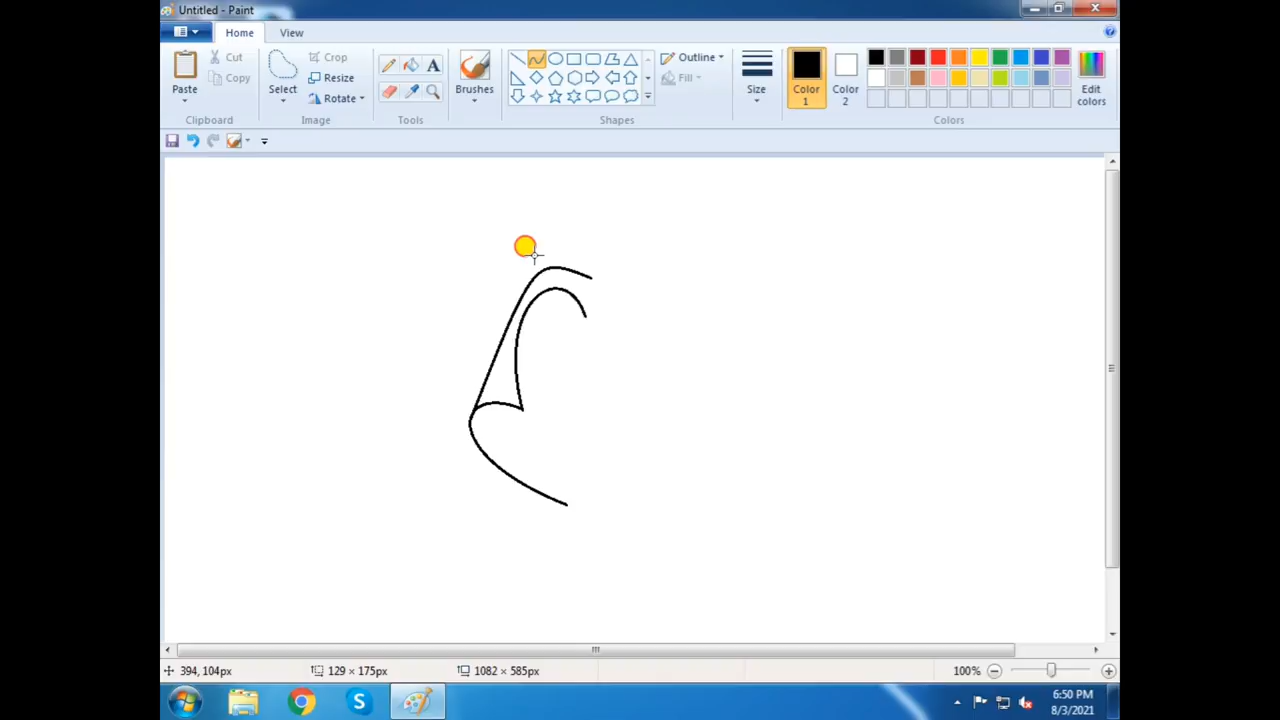 Untitled - Paint
Home View
Paste
Cut
Copy
Clipboard
Select
Crop
Resize
Rotate
Image
A
Tools
Brushes
Outline
Fill
Shapes
Size
Color 1
Color 2
Edit colors
Colors
394, 104px 129 × 175px 1082 × 585px 100%
6:50 PM
8/3/2021